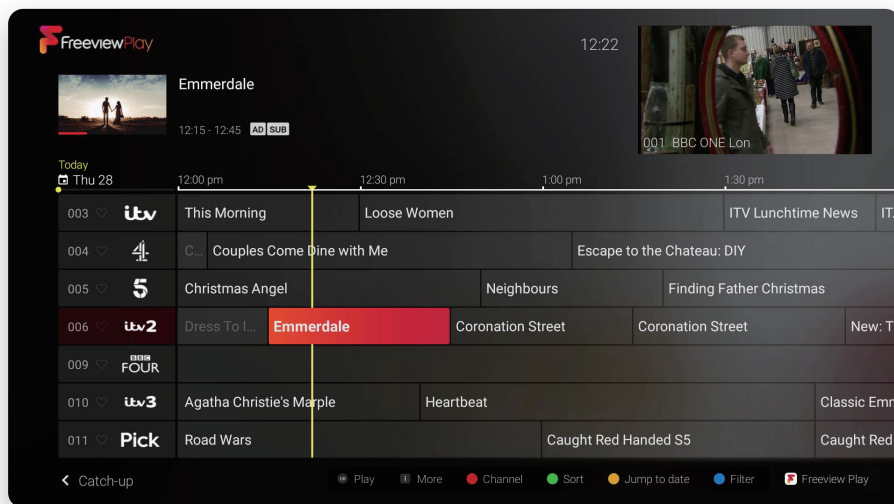 FreeviewPlay
12:22
Emmerdale
12:15 - 12:45 AD SUB
001 BBC ONE Lon
Today
Thu 28
12:00 pm 12:30 pm 1:00 pm 1:30 pm
003 itv This Morning Loose Women ITV Lunchtime News IT.
004 4 C... Couples Come Dine with Me Escape to the Chateau: DIY
005 5 Christmas Angel Neighbours Finding Father Christmas
006 itv2 Dress To I... Emmerdale Coronation Street Coronation Street New: T
009 BBC FOUR
010 itv3 Agatha Christie's Marple Heartbeat Classic Emm
011 Pick Road Wars Caught Red Handed S5 Caught Red
Catch-up OK Play i More Channel Sort Jump to date Filter Freeview Play